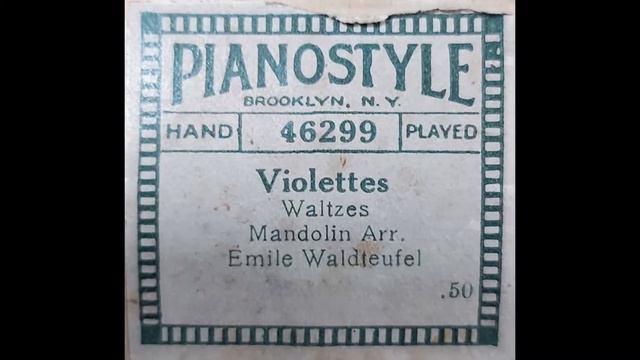 PIANOSTYLE
BROOKLYN, N.Y.
HAND 46299 PLAYED
Violettes
Waltzes
Mandolin Arr.
Emile Waldteufel
.50